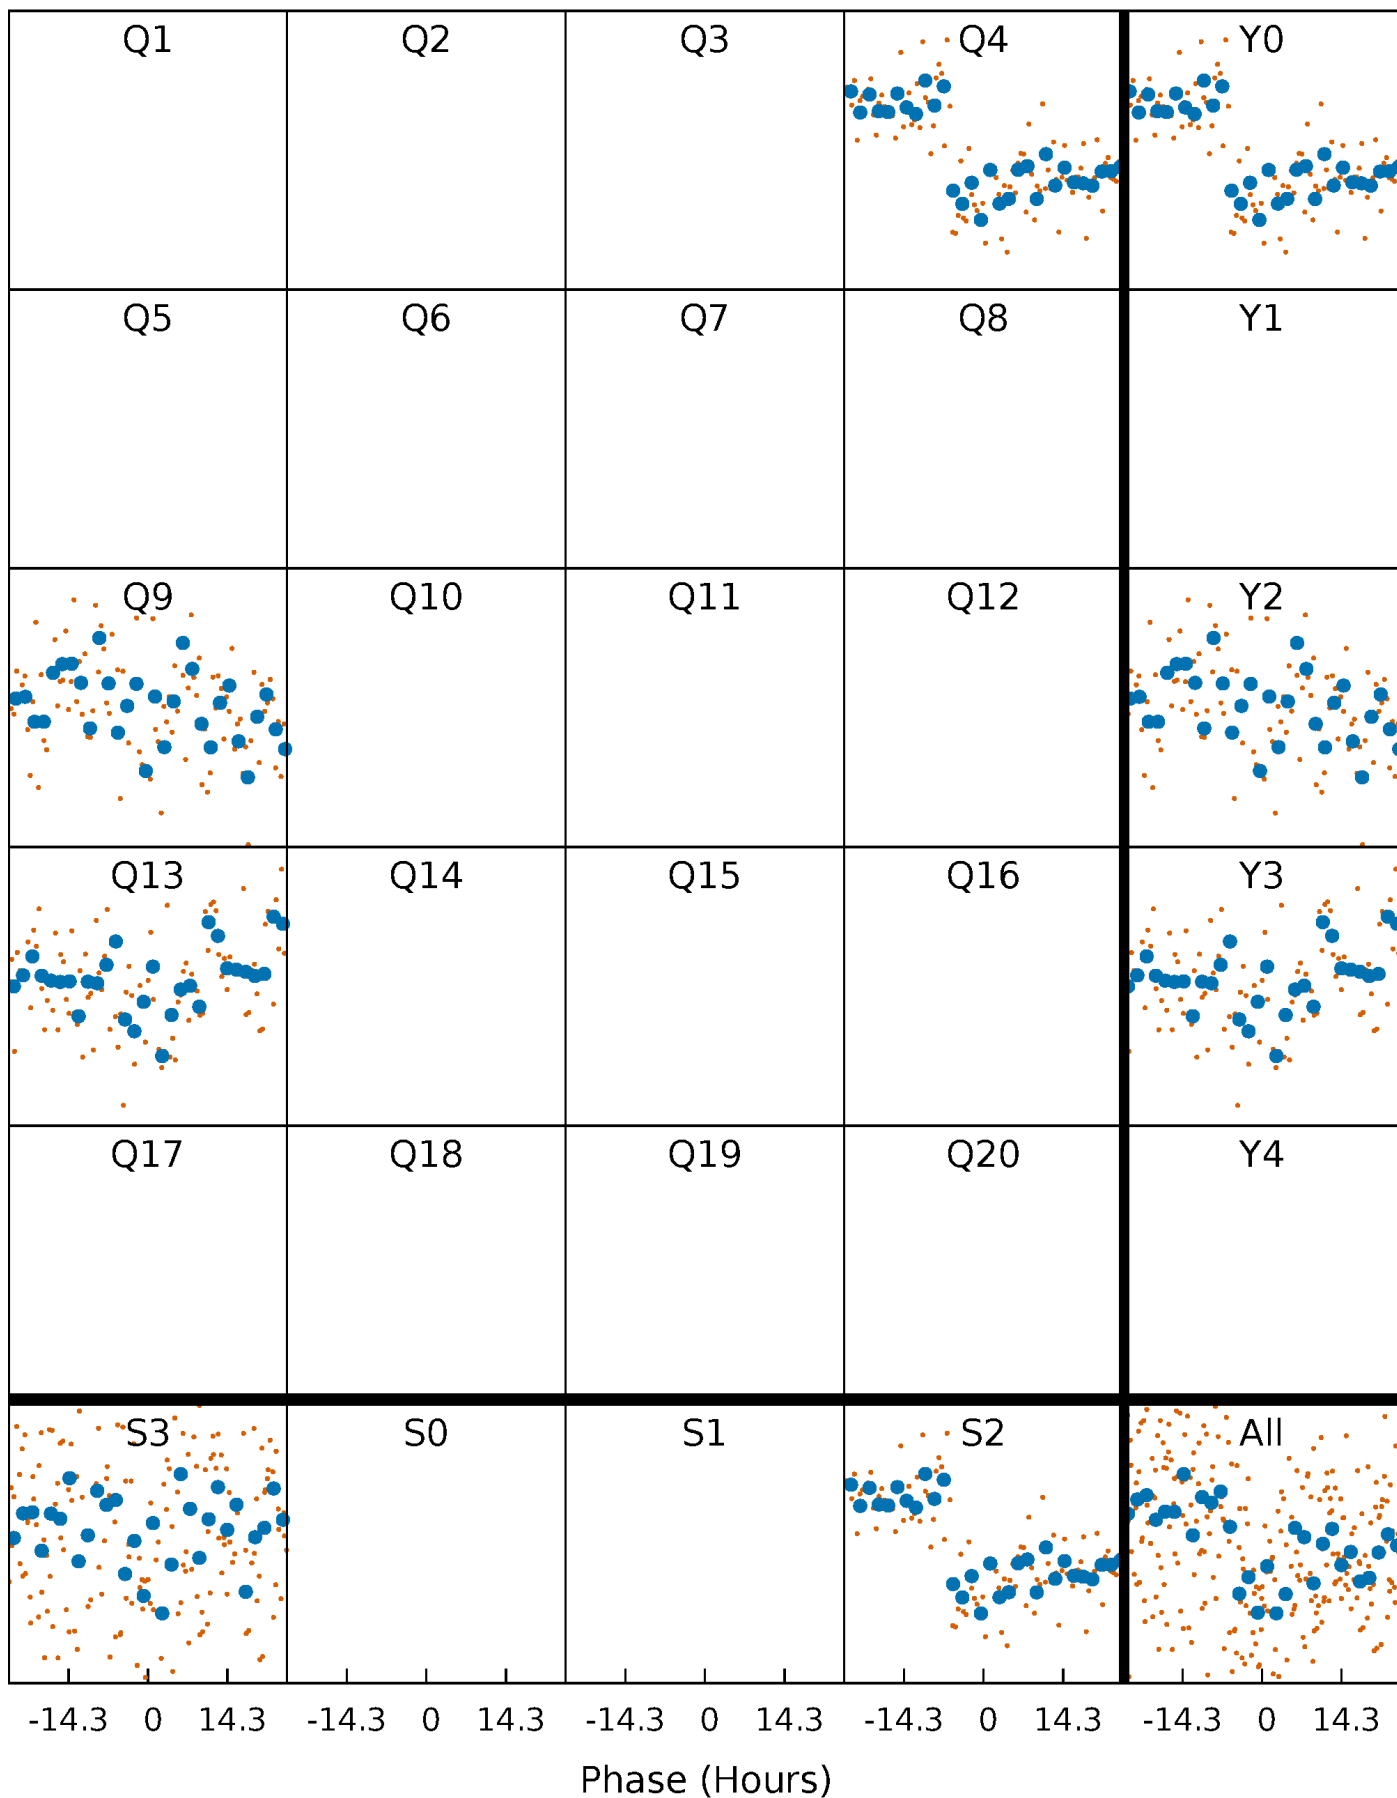 Q1 Q2 Q3 Q4 Y0
Q5 Q6 Q7 Q8 Y1
Q9 Q10 Q11 Q12 Y2
Q13 Q14 Q15 Q16 Y3
Q17 Q18 Q19 Q20 Y4
S3 S0 S1 S2 All
-14.3 0 14.3 -14.3 0 14.3 -14.3 0 14.3 -14.3 0 14.3 -14.3 0 14.3
Phase (Hours)